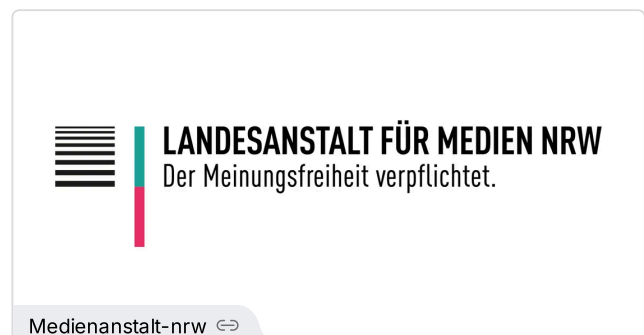 LANDESANSTALT FÜR MEDIEN NRW
Der Meinungsfreiheit verpflichtet.
Medienanstalt-nrw